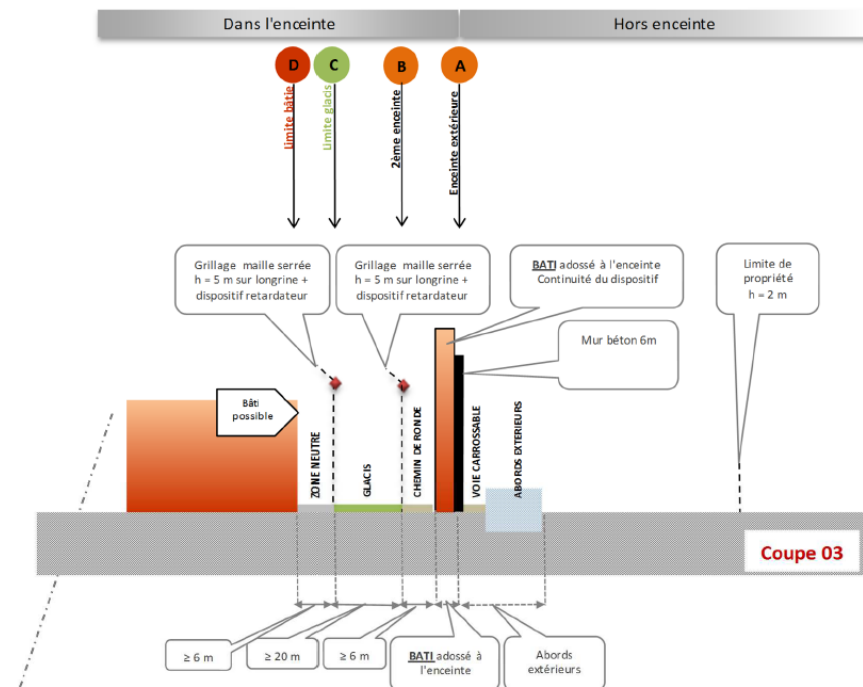 Dans l'enceinte
Hors enceinte
D
C
B
A
Limite bâtie
Limite glacis
2ème enceinte
Enceinte extérieure
Grillage maille serrée
h = 5 m sur longrine +
dispositif retardateur
Grillage maille serrée
h = 5 m sur longrine +
dispositif retardateur
BATI adossé à l'enceinte
Continuité du dispositif
Limite de
propriété
h = 2 m
Mur béton 6m
Bâti
possible
ZONE NEUTRE
GLACIS
CHEMIN DE RONDE
VOIE CARROSSABLE
ABORDS EXTERIEURS
Coupe 03
≥ 6 m
≥ 20 m
≥ 6 m
BATI adossé à
l'enceinte
Abords
extérieurs